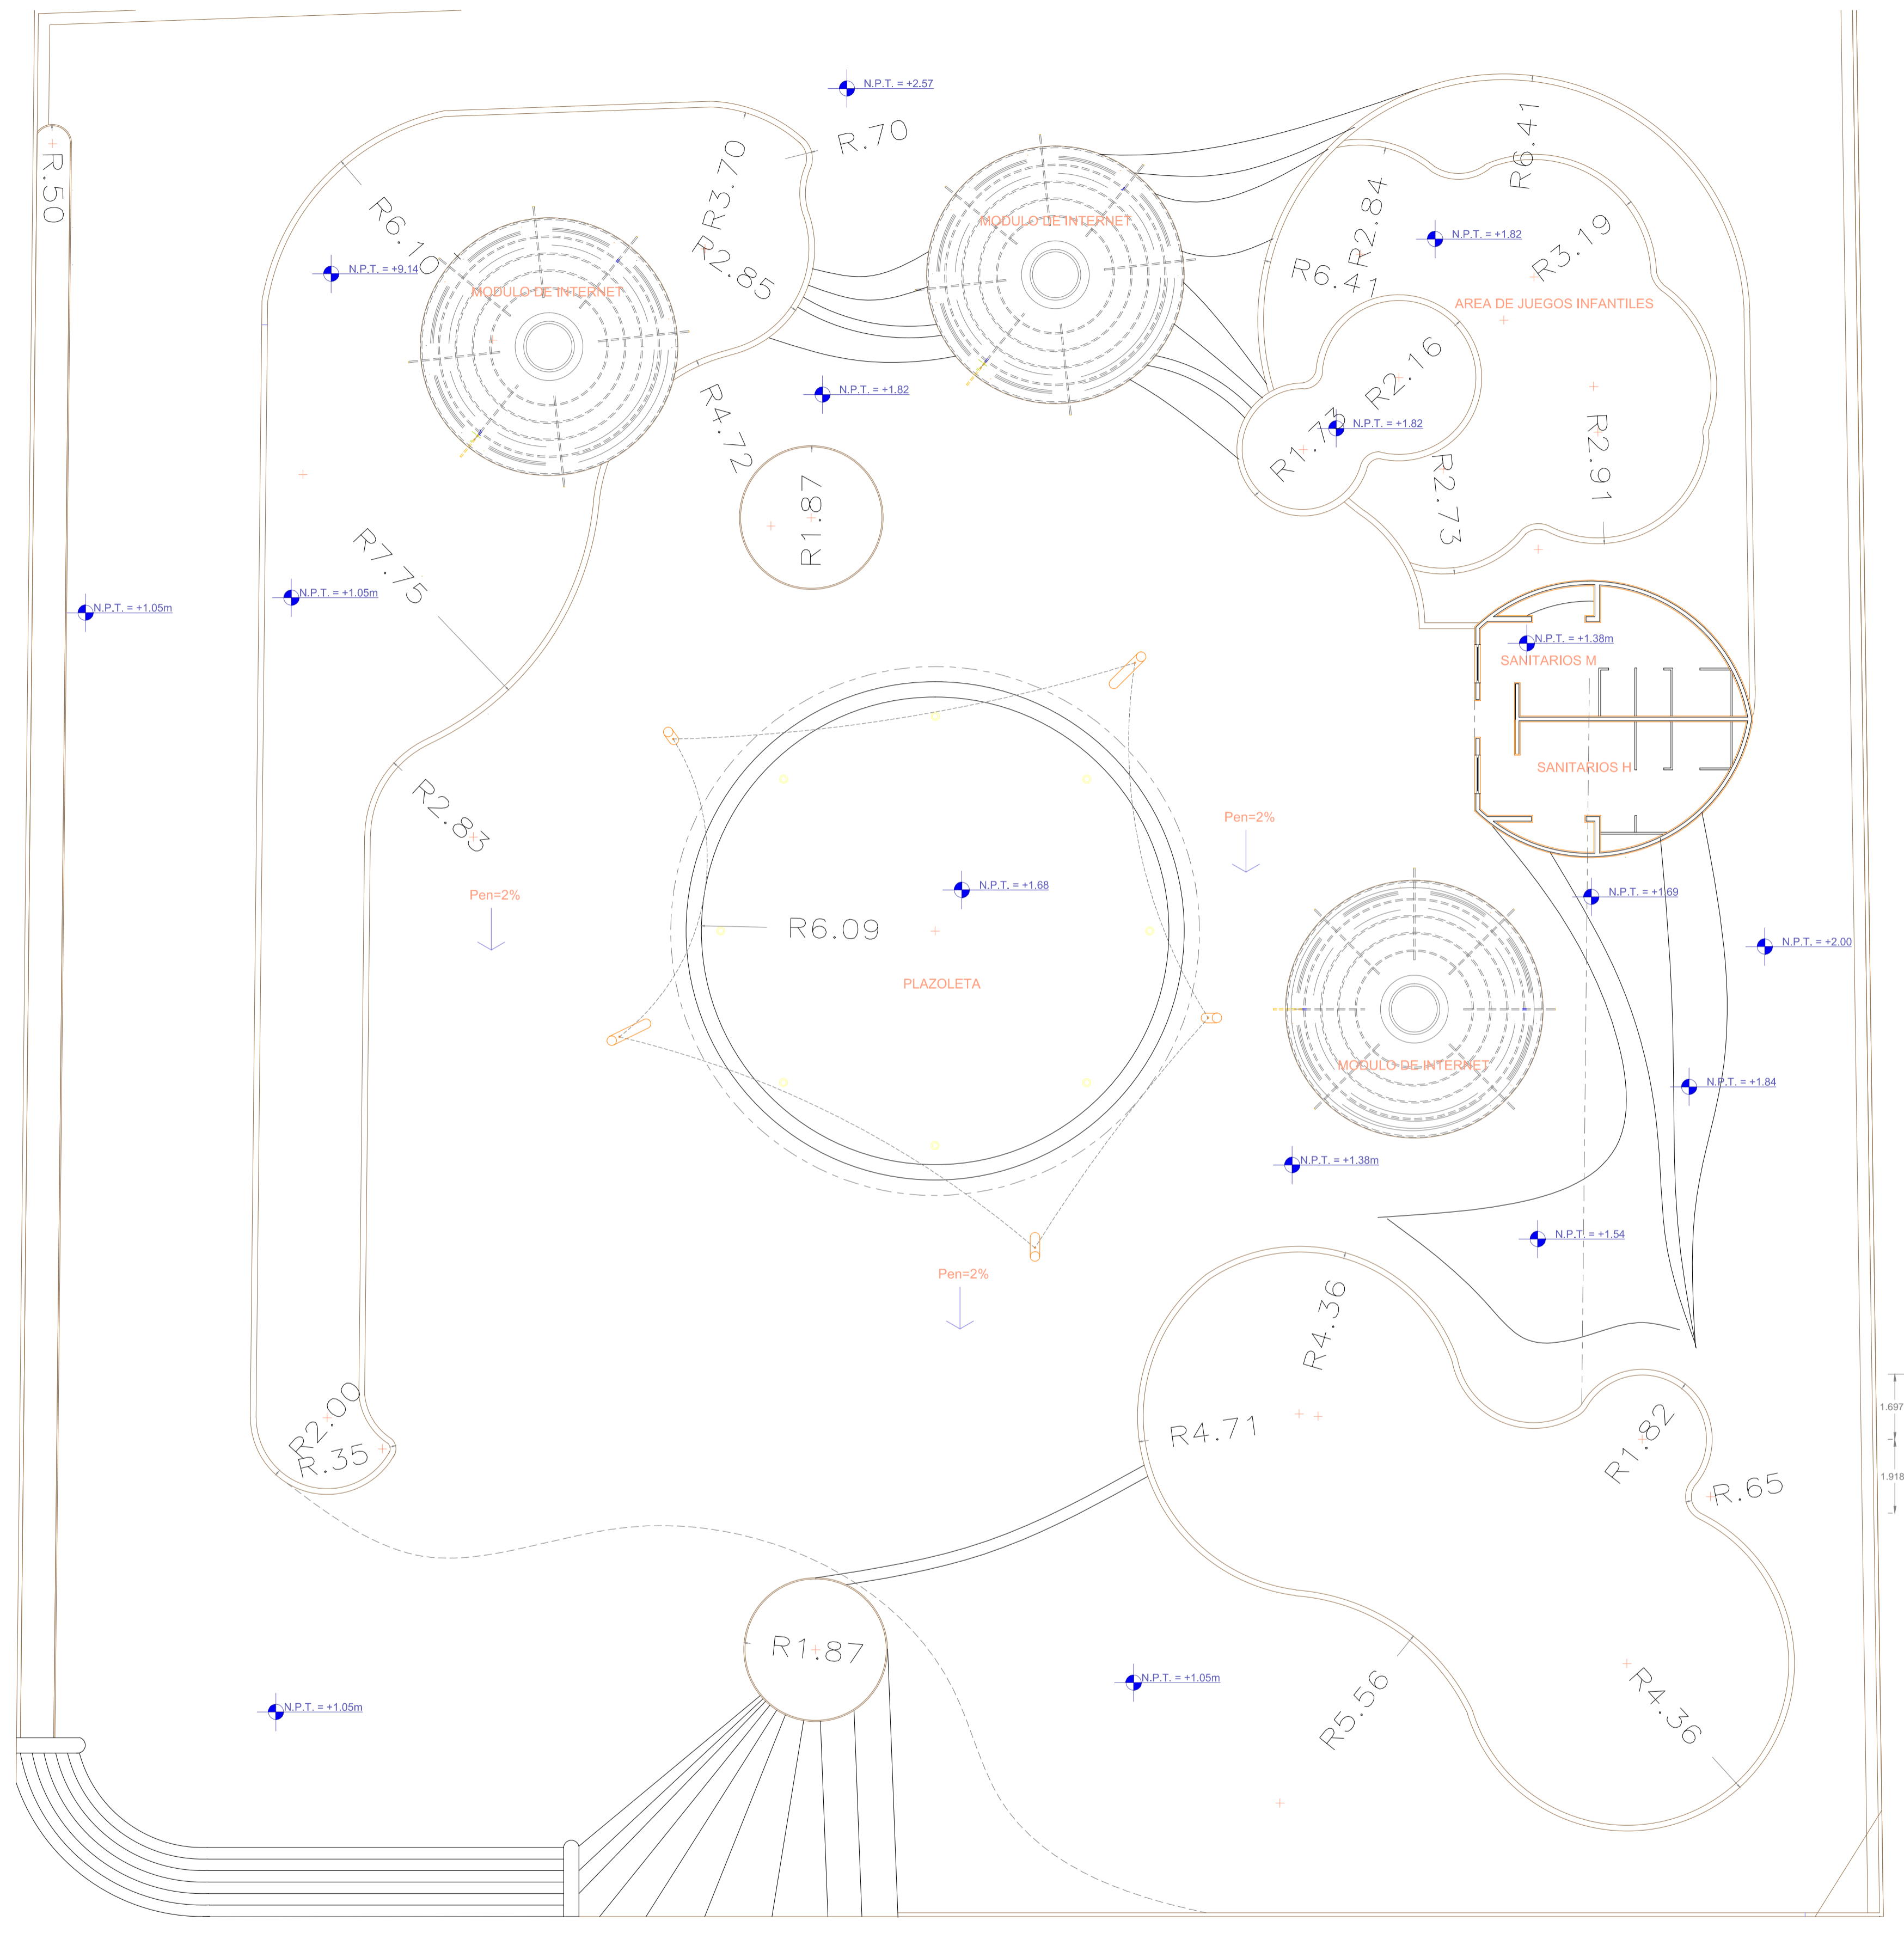 N.P.T. = +2.57
R.70
R6.41
R3.70
R.50
R6.10
R2.85
MODULO DE INTERNET
R2.84
R3.19
N.P.T. = +1.82
R6.41
N.P.T. = +9.14
MODULO DE INTERNET
AREA DE JUEGOS INFANTILES
R2.16
N.P.T. = +1.82
R4.72
R1.73
N.P.T. = +1.82
R2.91
R2.73
R1.87
R7.75
N.P.T. = +1.05m
N.P.T. = +1.05m
N.P.T. = +1.38m
SANITARIOS M
SANITARIOS H
R2.83
Pen=2%
Pen=2%
N.P.T. = +1.68
N.P.T. = +1.69
R6.09
N.P.T. = +2.00
PLAZOLETA
MODULO DE INTERNET
N.P.T. = +1.84
N.P.T. = +1.38m
N.P.T. = +1.54
Pen=2%
R4.36
R2.00
R.35
R4.71
R1.82
1.697
1.918
R.65
R1.87
N.P.T. = +1.05m
R5.56
R4.36
N.P.T. = +1.05m